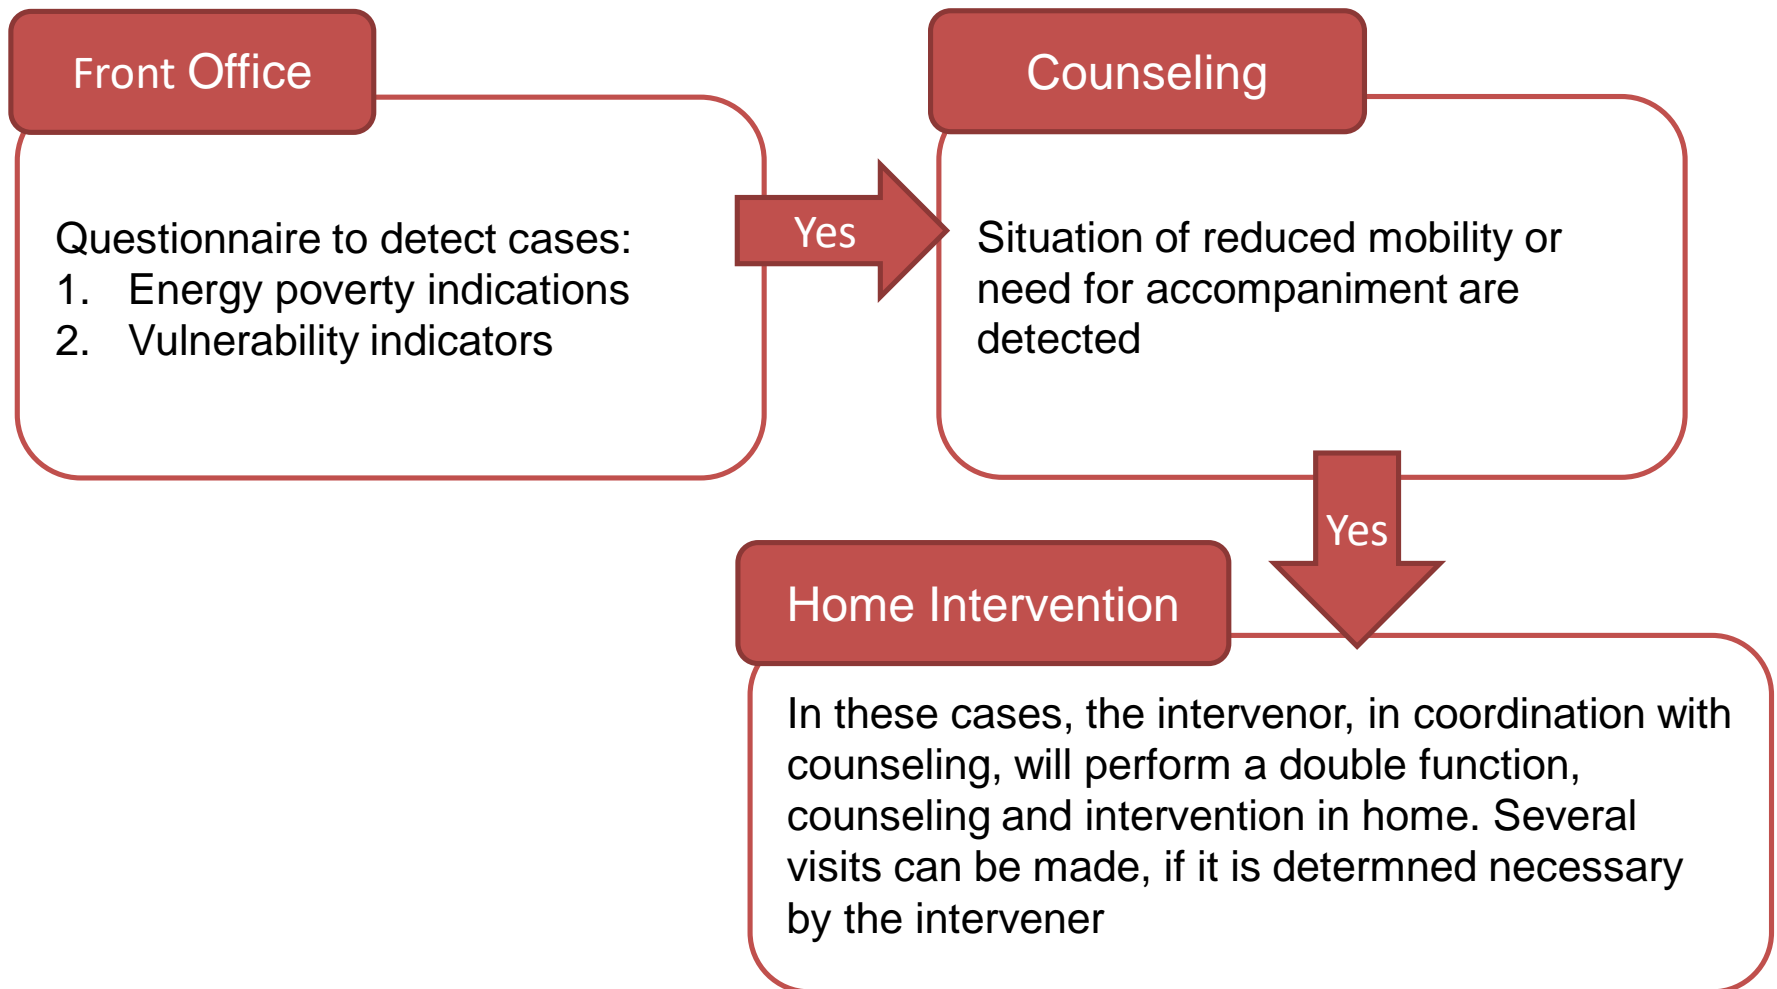 Front Office
Questionnaire to detect cases:
1. Energy poverty indications
2. Vulnerability indicators
Yes
Counseling
Situation of reduced mobility or
need for accompaniment are
detected
Yes
Home Intervention
In these cases, the intervenor, in coordination with
counseling, will perform a double function,
counseling and intervention in home. Several
visits can be made, if it is determned necessary
by the intervener